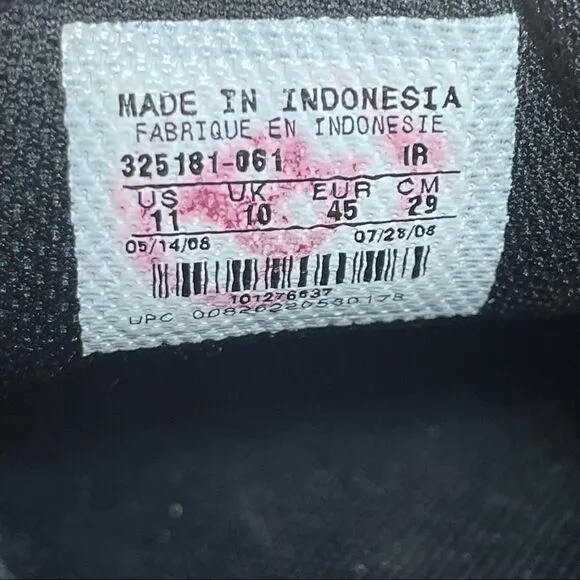 MADE IN INDONESIA
FABRIQUE EN INDONESIE
325181-061 IR
US UK EUR CM
11 10 45 29
05/14/08 07/28/08
101276637
UPC